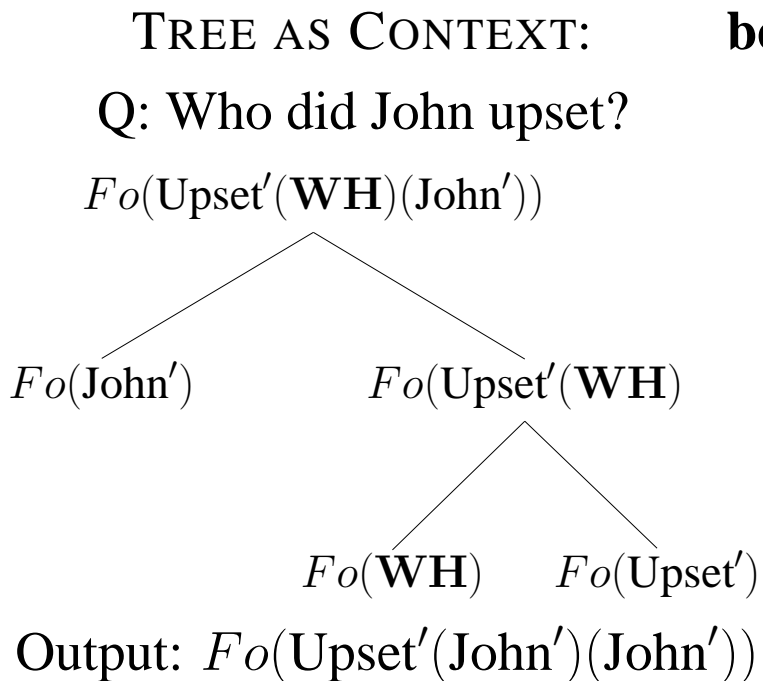 TREE AS CONTEXT:
Q: Who did John upset?
Fo(Upset′(WH)(John′))
Fo(John′) Fo(Upset′(WH)
Fo(WH) Fo(Upset′)
Output: Fo(Upset′(John′)(John′))